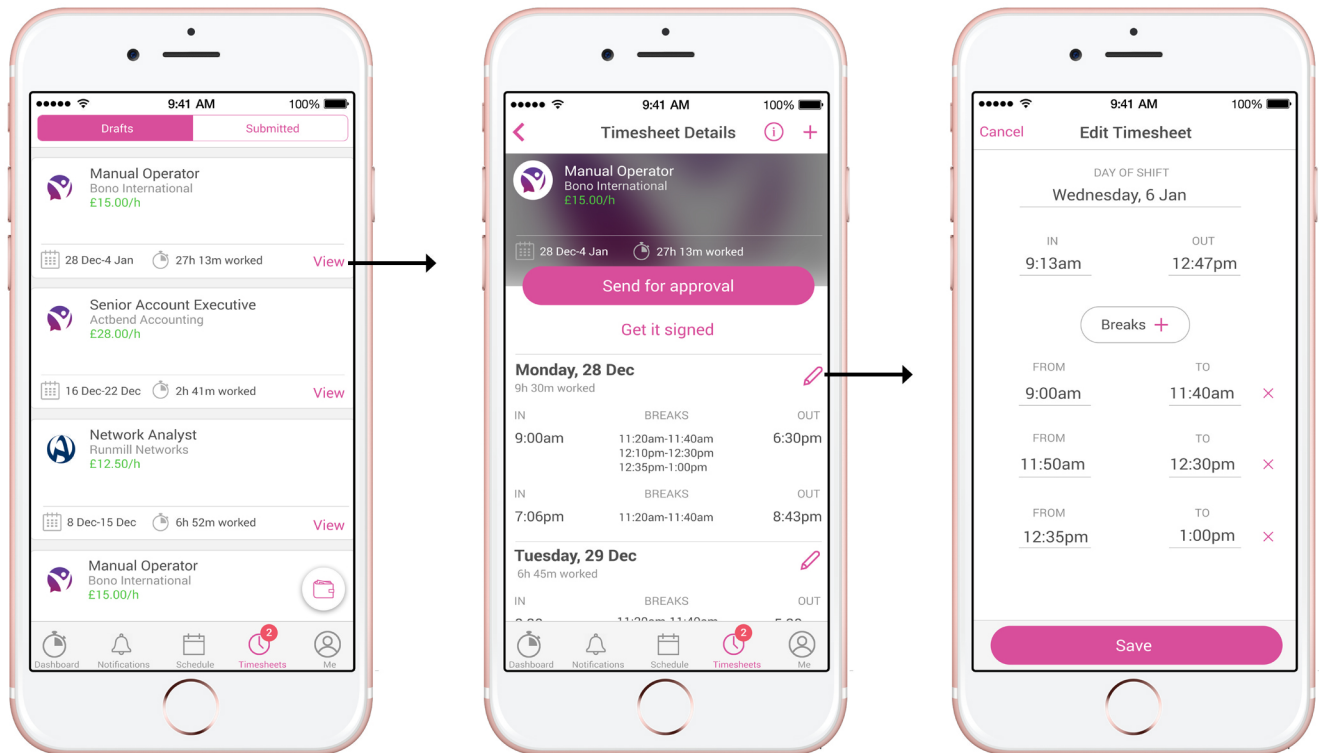 9:41 AM 100%
Drafts Submitted
Manual Operator
Bono International
£15.00/h
28 Dec-4 Jan 27h 13m worked View
Senior Account Executive
Actbend Accounting
£28.00/h
16 Dec-22 Dec 2h 41m worked View
Network Analyst
Runmill Networks
£12.50/h
8 Dec-15 Dec 6h 52m worked View
Manual Operator
Bono International
£15.00/h
2
Dashboard Notifications Schedule Timesheets Me
9:41 AM 100%
Timesheet Details
Manual Operator
Bono International
£15.00/h
28 Dec-4 Jan 27h 13m worked
Send for approval
Get it signed
Monday, 28 Dec
9h 30m worked
IN BREAKS OUT
9:00am 11:20am-11:40am 6:30pm
12:10pm-12:30pm
12:35pm-1:00pm
IN BREAKS OUT
7:06pm 11:20am-11:40am 8:43pm
Tuesday, 29 Dec
6h 45m worked
IN BREAKS OUT
2
Dashboard Notifications Schedule Timesheets Me
9:41 AM 100%
Cancel Edit Timesheet
DAY OF SHIFT
Wednesday, 6 Jan
IN OUT
9:13am 12:47pm
Breaks +
FROM TO
9:00am 11:40am ×
FROM TO
11:50am 12:30pm ×
FROM TO
12:35pm 1:00pm ×
Save